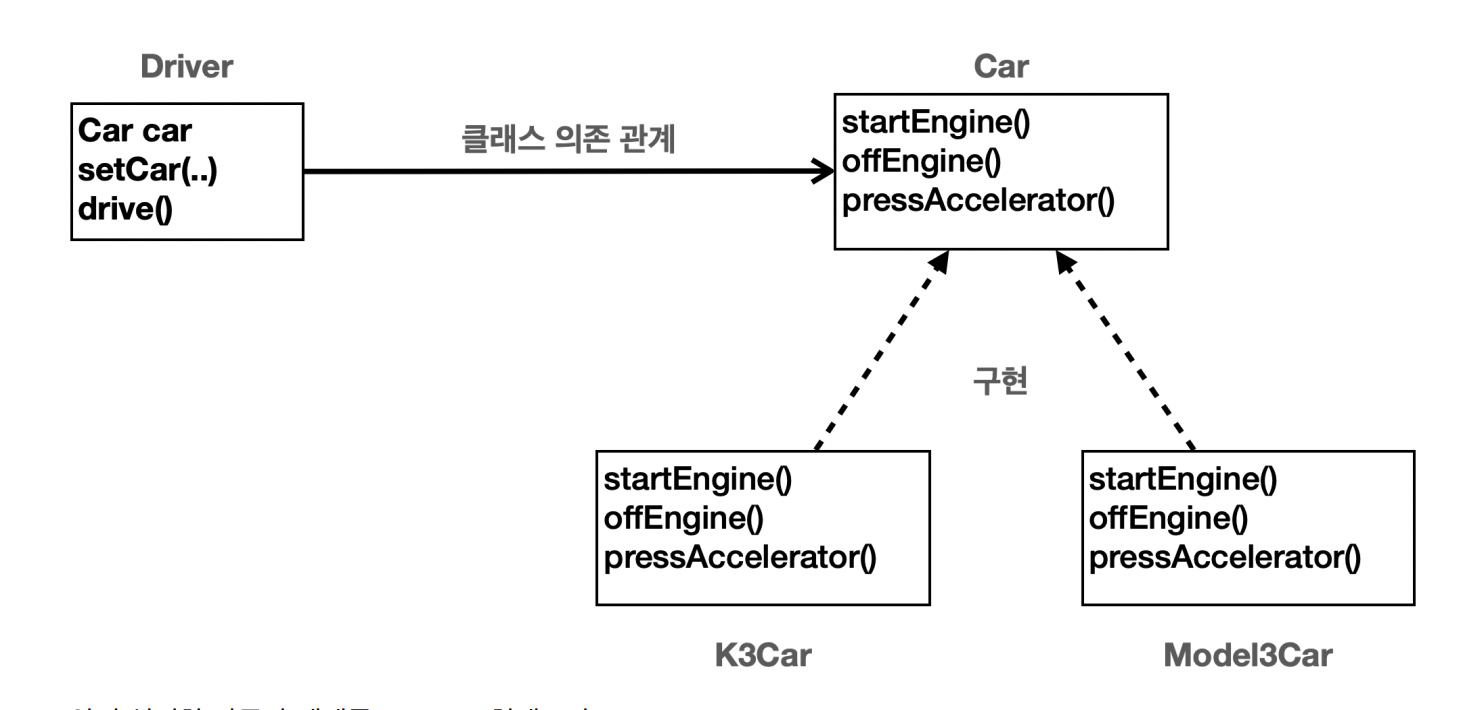 Driver
Car car
setCar(..)
drive()
클래스 의존 관계
Car
startEngine()
offEngine()
pressAccelerator()
구현
startEngine()
offEngine()
pressAccelerator()
K3Car
startEngine()
offEngine()
pressAccelerator()
Model3Car